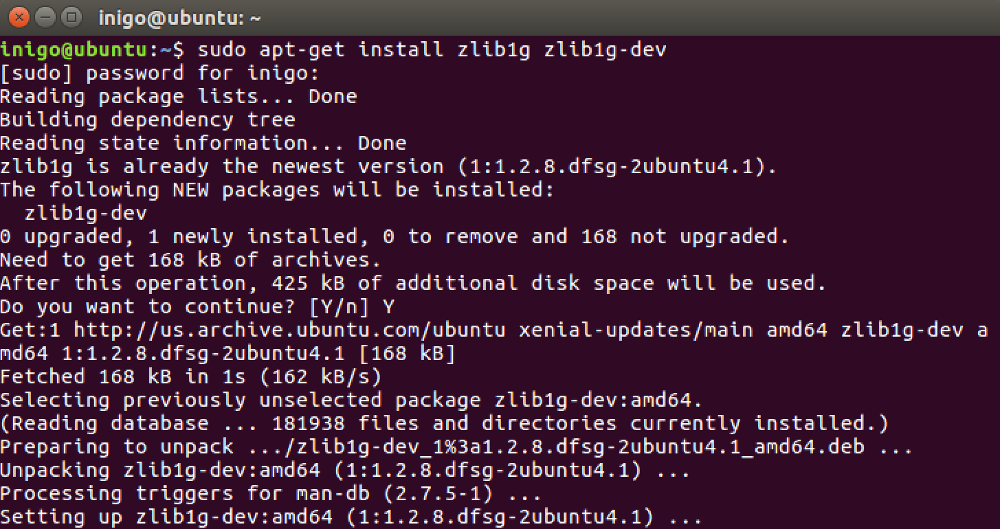 inigo@ubuntu: ~
inigo@ubuntu:~$ sudo apt-get install zlib1g zlib1g-dev
[sudo] password for inigo:
Reading package lists... Done
Building dependency tree
Reading state information... Done
zlib1g is already the newest version (1:1.2.8.dfsg-2ubuntu4.1).
The following NEW packages will be installed:
  zlib1g-dev
0 upgraded, 1 newly installed, 0 to remove and 168 not upgraded.
Need to get 168 kB of archives.
After this operation, 425 kB of additional disk space will be used.
Do you want to continue? [Y/n] Y
Get:1 http://us.archive.ubuntu.com/ubuntu xenial-updates/main amd64 zlib1g-dev a
md64 1:1.2.8.dfsg-2ubuntu4.1 [168 kB]
Fetched 168 kB in 1s (162 kB/s)
Selecting previously unselected package zlib1g-dev:amd64.
(Reading database ... 181938 files and directories currently installed.)
Preparing to unpack .../zlib1g-dev_1%3a1.2.8.dfsg-2ubuntu4.1_amd64.deb ...
Unpacking zlib1g-dev:amd64 (1:1.2.8.dfsg-2ubuntu4.1) ...
Processing triggers for man-db (2.7.5-1) ...
Setting up zlib1g-dev:amd64 (1:1.2.8.dfsg-2ubuntu4.1) ...